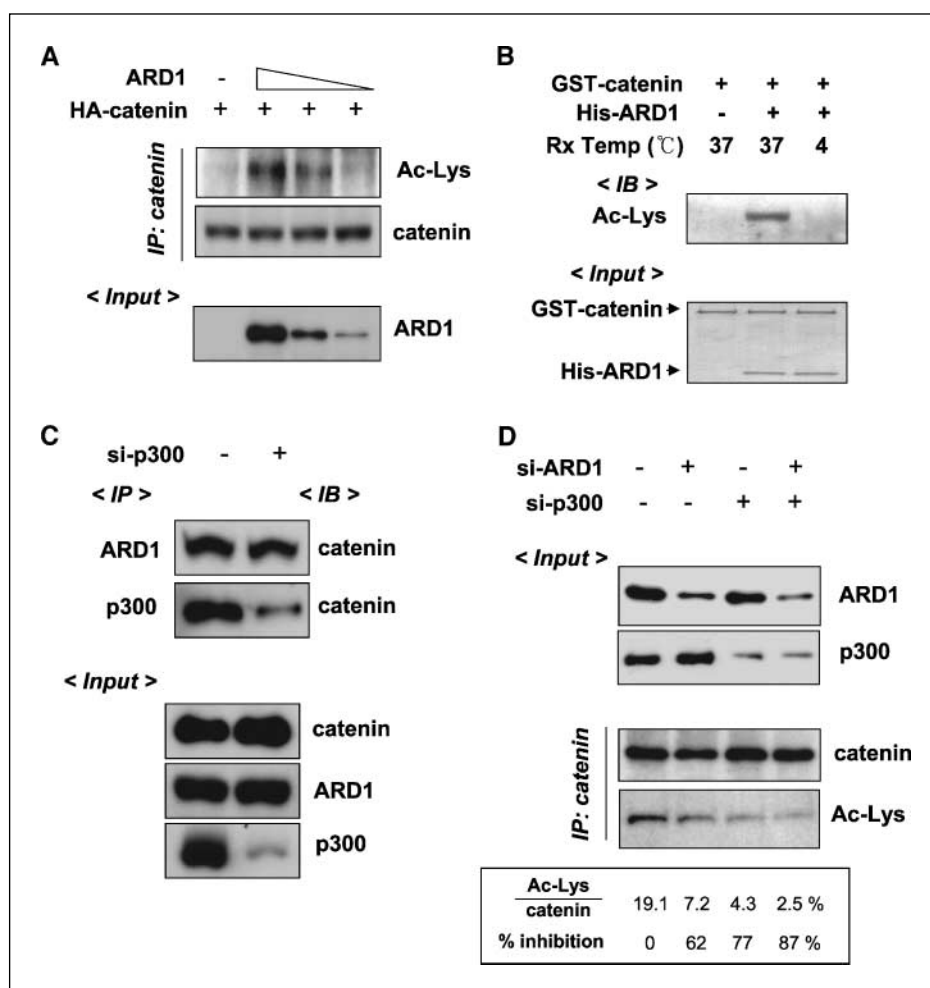 A
ARD1 -
HA-catenin + + + +
IP: catenin
Ac-Lys
catenin
< Input >
ARD1
B
GST-catenin + + +
His-ARD1 - + +
Rx Temp (℃) 37 37 4
< IB >
Ac-Lys
< Input >
GST-catenin
His-ARD1
C
si-p300 - +
< IP > < IB >
ARD1 catenin
p300 catenin
< Input >
catenin
ARD1
p300
D
si-ARD1 - + - +
si-p300 - - + +
< Input >
ARD1
p300
IP: catenin
catenin
Ac-Lys
Ac-Lys
catenin 19.1 7.2 4.3 2.5 %
% inhibition 0 62 77 87 %